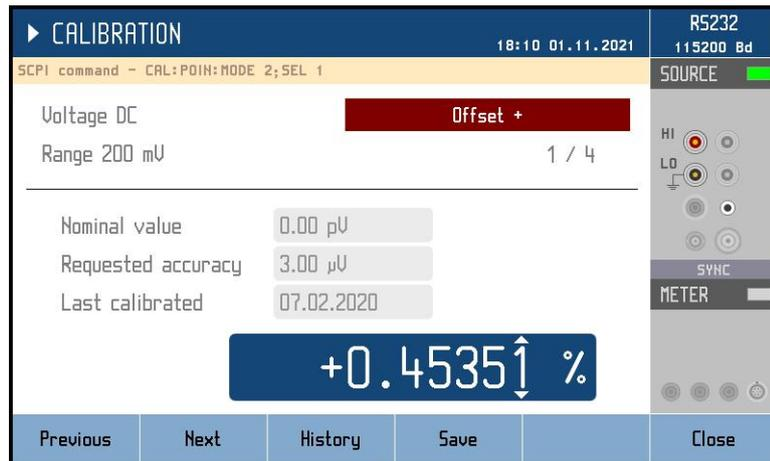 CALIBRATION
18:10 01.11.2021
RS232
115200 Bd
SCPI command - CAL:POIN:MODE 2;SEL 1
SOURCE
Voltage DC
Offset +
Range 200 mV
1 / 4
HI
LO
Nominal value
0.00 pV
Requested accuracy
3.00 µV
Last calibrated
07.02.2020
SYNC
METER
+0.45351 %
Previous
Next
History
Save
Close